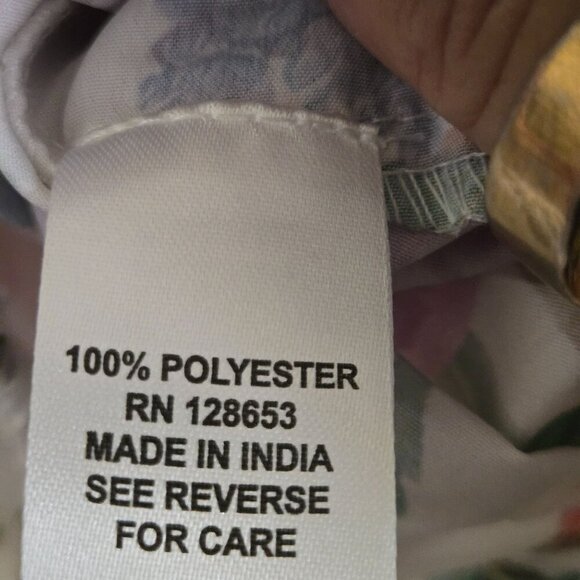 100% POLYESTER
RN 128653
MADE IN INDIA
SEE REVERSE
FOR CARE